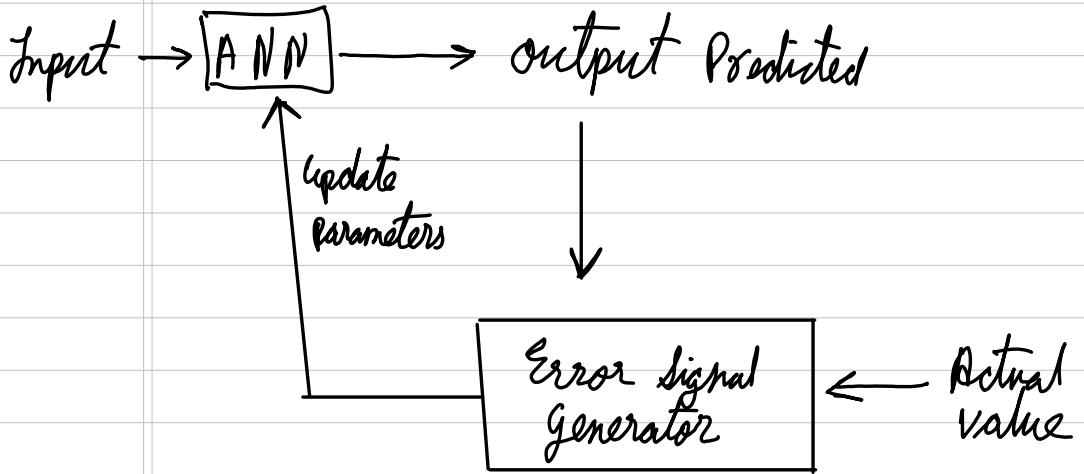 Input
ANN
output Predicted
update
parameters
Error Signal
Generator
Actual
value